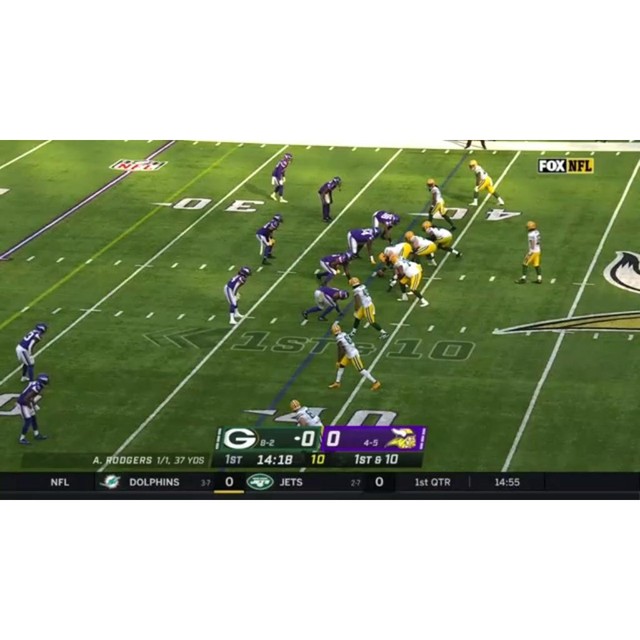 FOX NFL
NFL
30
40
1st & 10
40
G 8-2 0 0 4-5
A. RODGERS 1/1, 37 YDS 1ST 14:18 10 1ST & 10
NFL DOLPHINS 3-7 0 JETS 2-7 0 1st QTR 14:55